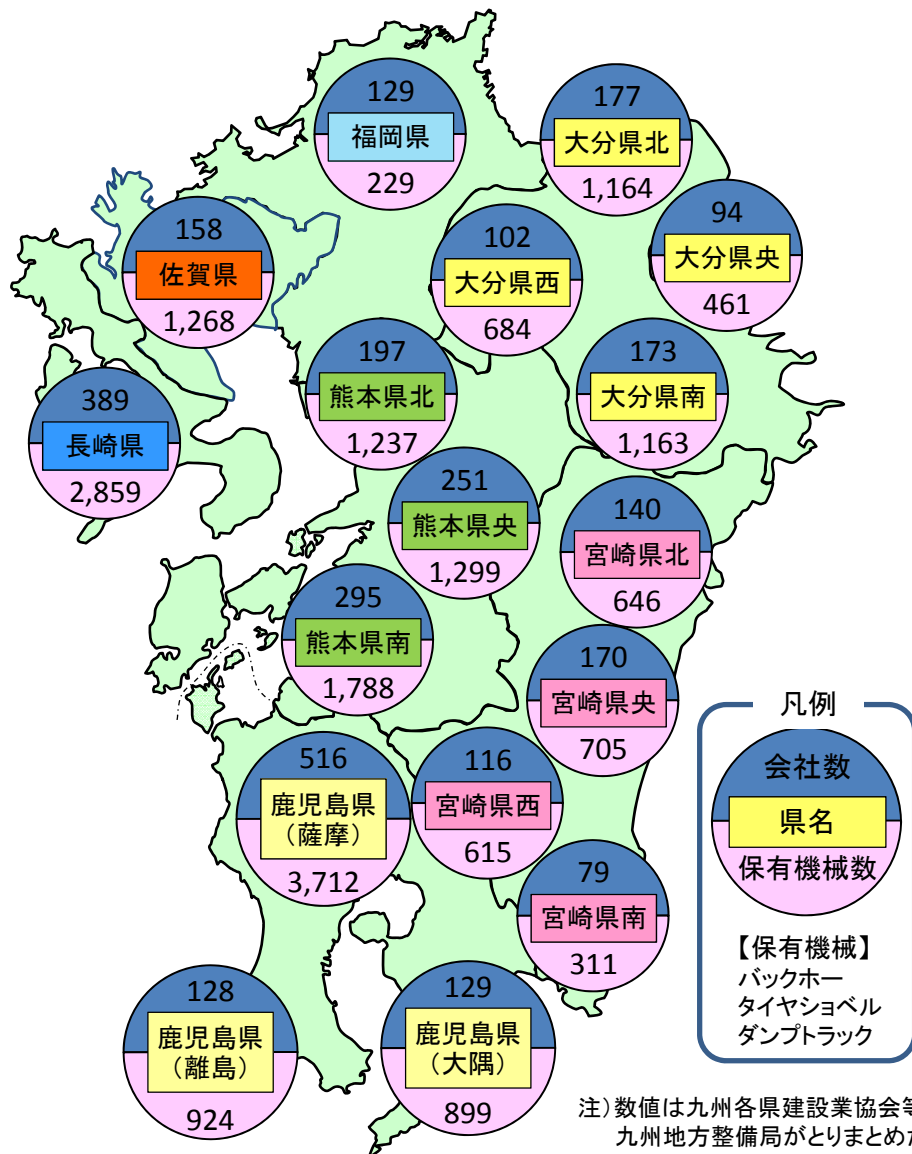 129
福岡県
229
177
大分県北
1,164
94
大分県央
461
158
佐賀県
1,268
102
大分県西
684
197
熊本県北
1,237
173
大分県南
1,163
389
長崎県
2,859
251
熊本県央
1,299
140
宮崎県北
646
295
熊本県南
1,788
170
宮崎県央
705
516
鹿児島県
（薩摩）
3,712
116
宮崎県西
615
79
宮崎県南
311
128
鹿児島県
（離島）
924
129
鹿児島県
（大隅）
899
凡例
会社数
県名
保有機械数
【保有機械】
バックホー
タイヤショベル
ダンプトラック
注）数値は九州各県建設業協会等
九州地方整備局がとりまとめた